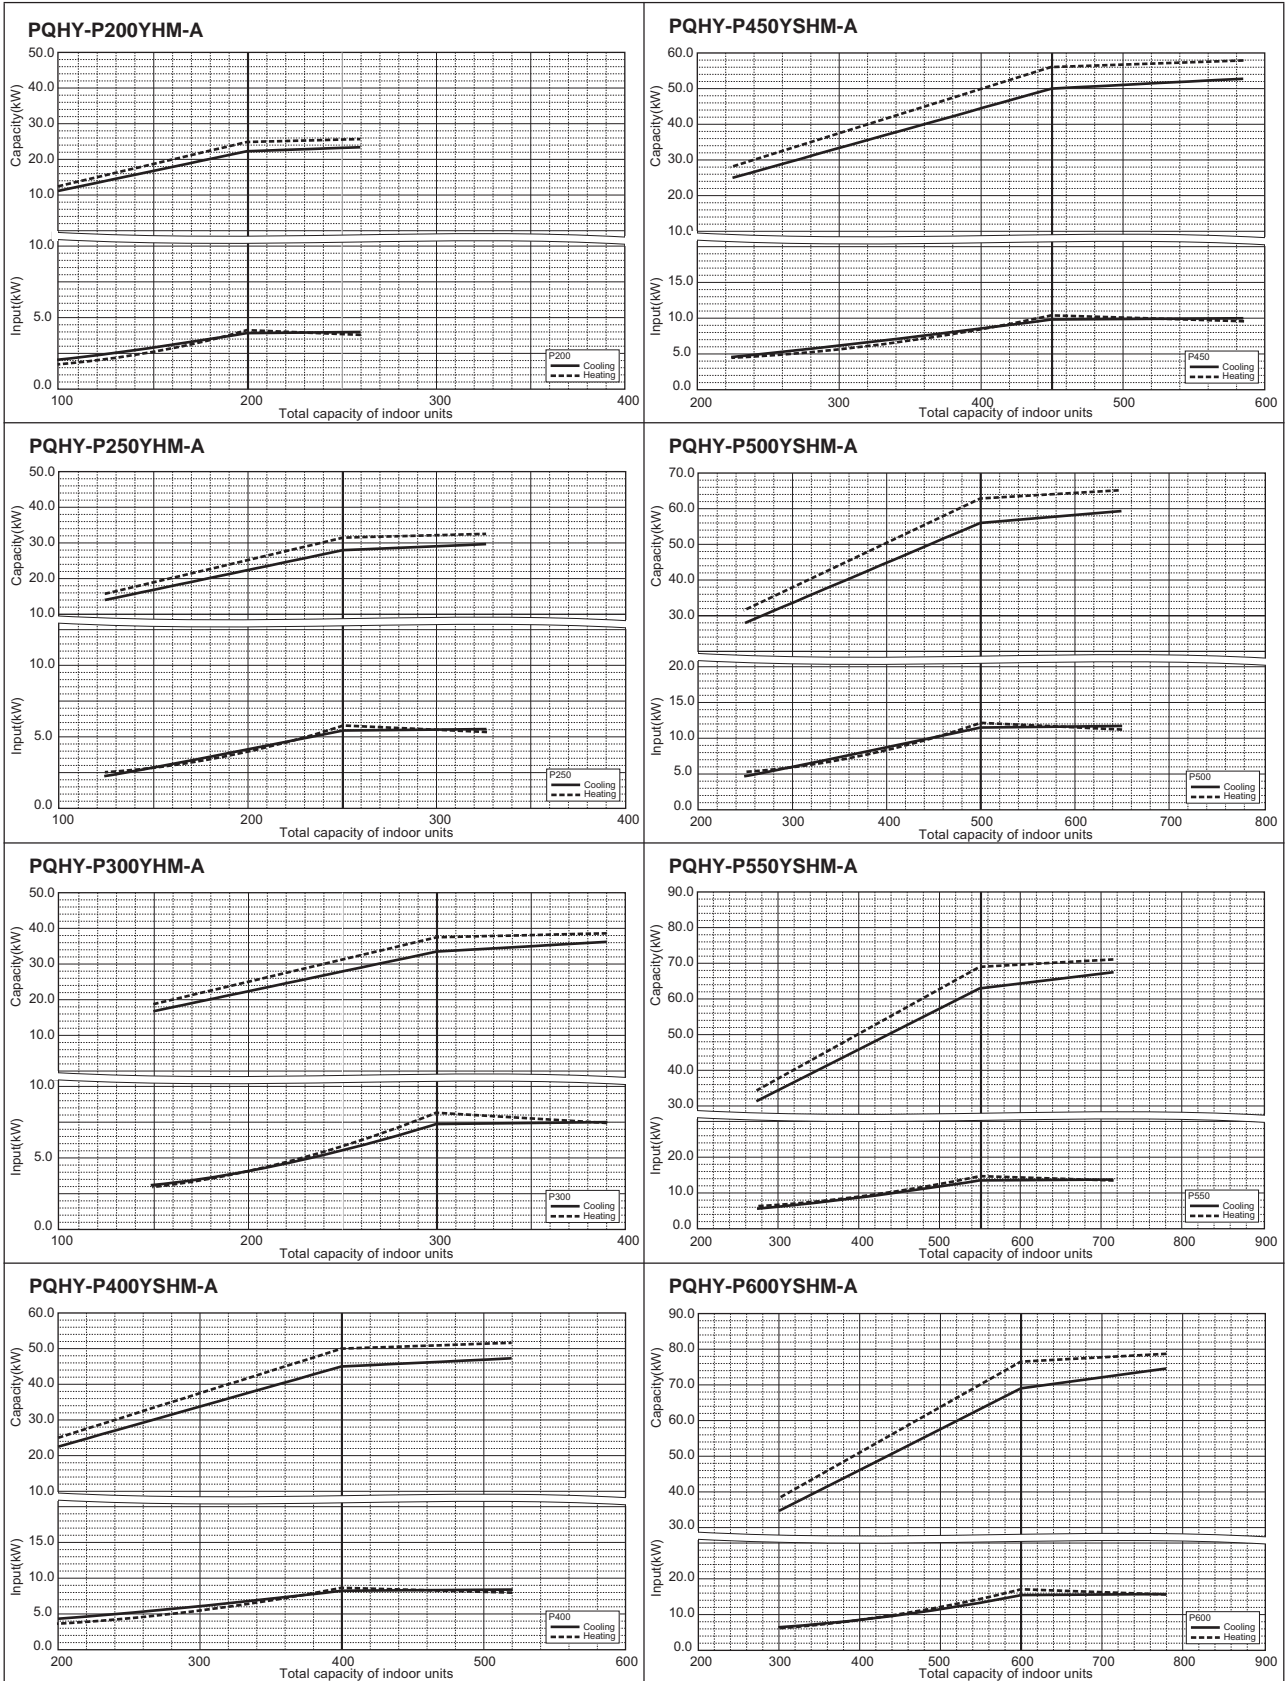 PQHY-P200YHM-A
50.0
40.0
30.0
20.0
10.0
Capacity(kW)
10.0
5.0
0.0
Input(kW)
P200
Cooling
Heating
100 200 300 400
Total capacity of indoor units
PQHY-P450YSHM-A
60.0
50.0
40.0
30.0
20.0
10.0
Capacity(kW)
15.0
10.0
5.0
0.0
Input(kW)
P450
Cooling
Heating
200 300 400 500 600
Total capacity of indoor units
PQHY-P250YHM-A
50.0
40.0
30.0
20.0
10.0
Capacity(kW)
10.0
5.0
0.0
Input(kW)
P250
Cooling
Heating
100 200 300 400
Total capacity of indoor units
PQHY-P500YSHM-A
70.0
60.0
50.0
40.0
30.0
Capacity(kW)
20.0
15.0
10.0
5.0
0.0
Input(kW)
P500
Cooling
Heating
200 300 400 500 600 700 800
Total capacity of indoor units
PQHY-P300YHM-A
50.0
40.0
30.0
20.0
10.0
Capacity(kW)
10.0
5.0
0.0
Input(kW)
P300
Cooling
Heating
100 200 300 400
Total capacity of indoor units
PQHY-P550YSHM-A
90.0
80.0
70.0
60.0
50.0
40.0
30.0
Capacity(kW)
20.0
10.0
0.0
Input(kW)
P550
Cooling
Heating
200 300 400 500 600 700 800 900
Total capacity of indoor units
PQHY-P400YSHM-A
60.0
50.0
40.0
30.0
20.0
10.0
Capacity(kW)
15.0
10.0
5.0
0.0
Input(kW)
P400
Cooling
Heating
200 300 400 500 600
Total capacity of indoor units
PQHY-P600YSHM-A
90.0
80.0
70.0
60.0
50.0
40.0
30.0
Capacity(kW)
20.0
10.0
0.0
Input(kW)
P600
Cooling
Heating
200 300 400 500 600 700 800 900
Total capacity of indoor units